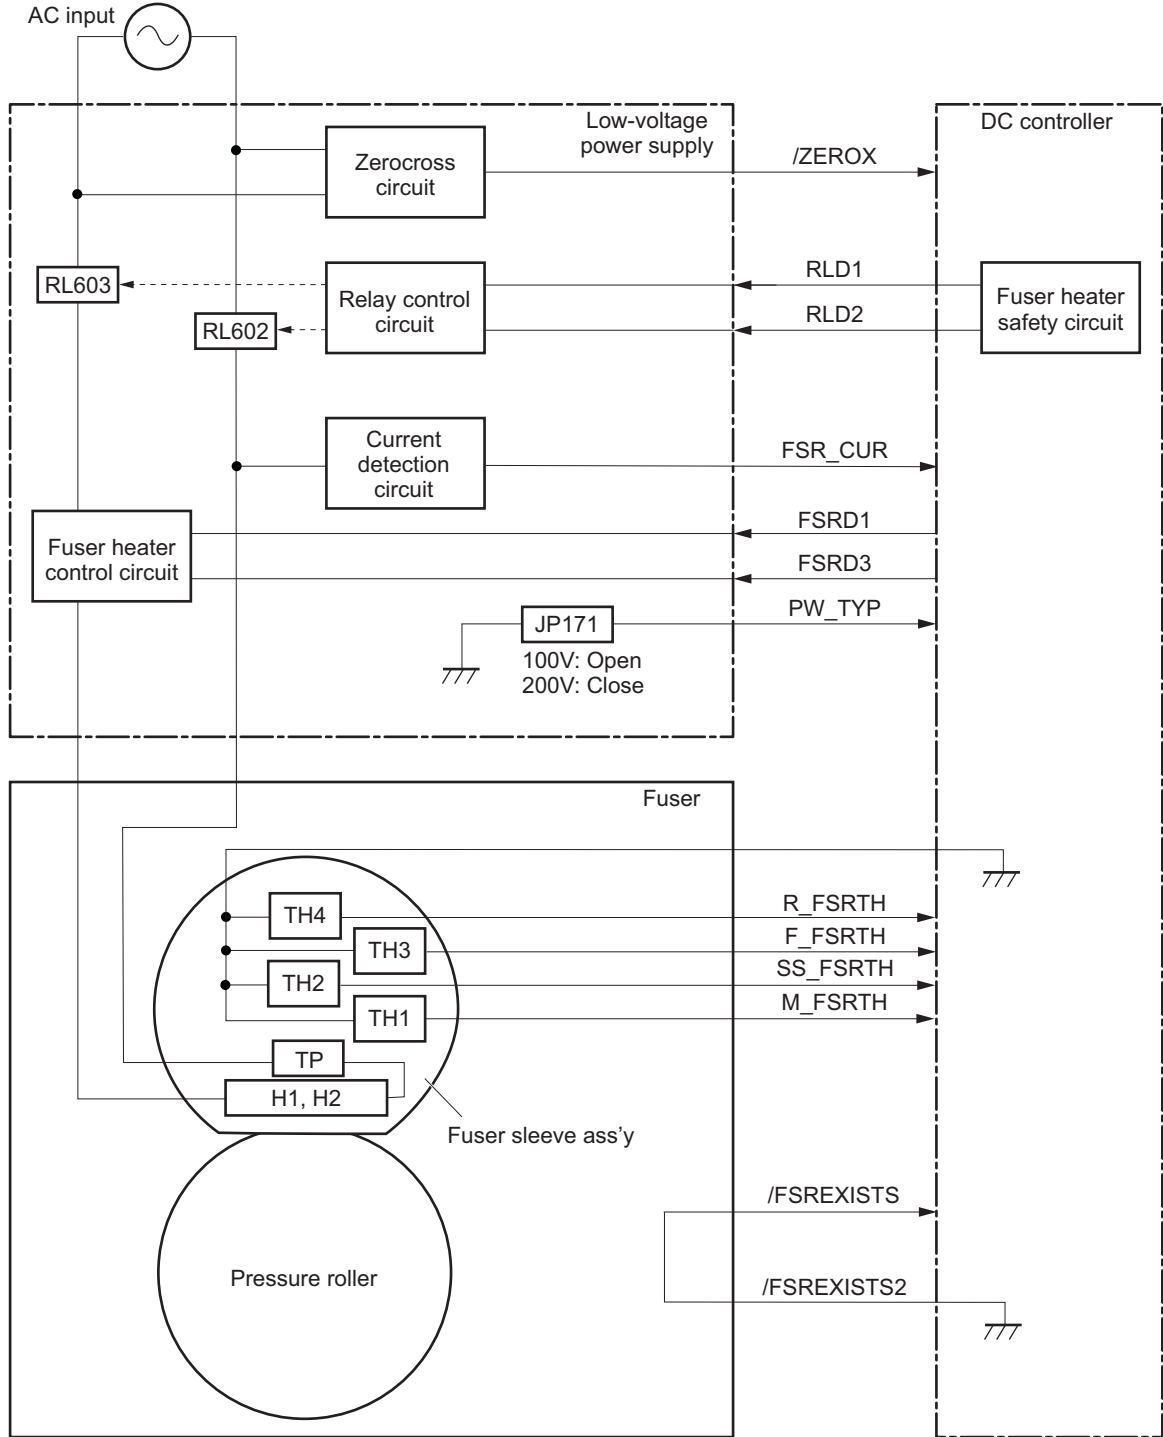 AC input
Low-voltage
power supply
DC controller
Zerocross
circuit
/ZEROX
RL603
RL602
Relay control
circuit
RLD1
RLD2
Fuser heater
safety circuit
Current
detection
circuit
FSR_CUR
Fuser heater
control circuit
FSRD1
FSRD3
PW_TYP
JP171
100V: Open
200V: Close
Fuser
TH4
R_FSRTH
TH3
F_FSRTH
TH2
SS_FSRTH
TH1
M_FSRTH
TP
H1, H2
Fuser sleeve ass'y
Pressure roller
/FSREXISTS
/FSREXISTS2